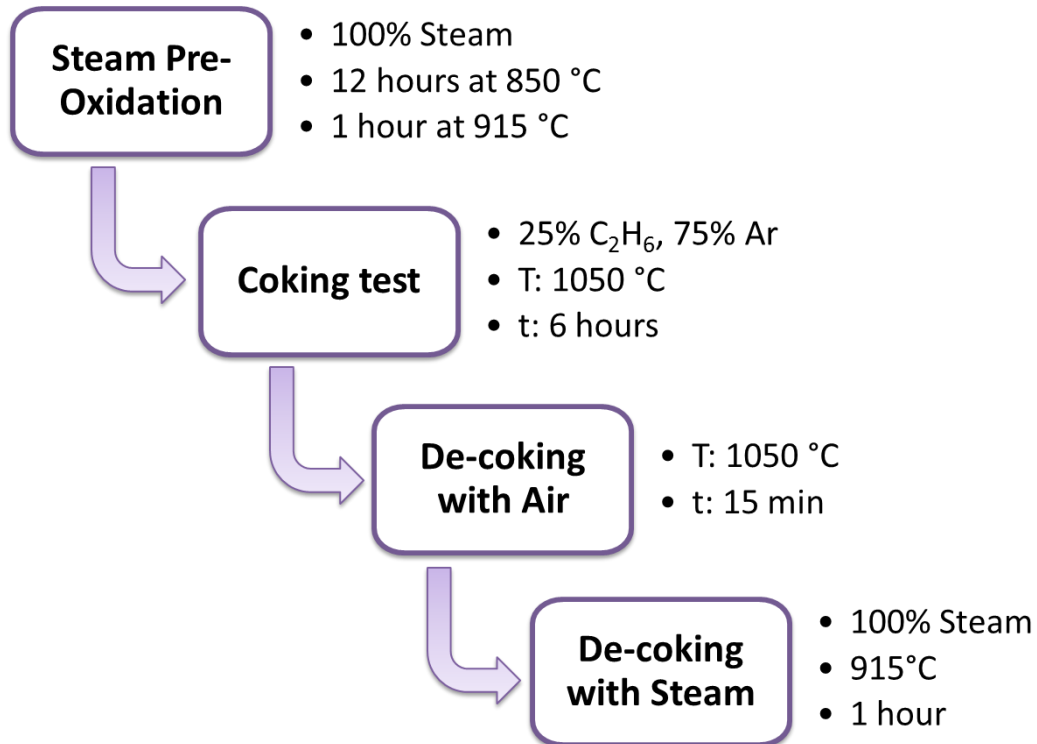 Steam Pre-
Oxidation
• 100% Steam
• 12 hours at 850 °C
• 1 hour at 915 °C
Coking test
• 25% C₂H₆, 75% Ar
• T: 1050 °C
• t: 6 hours
De-coking
with Air
• T: 1050 °C
• t: 15 min
De-coking
with Steam
• 100% Steam
• 915°C
• 1 hour